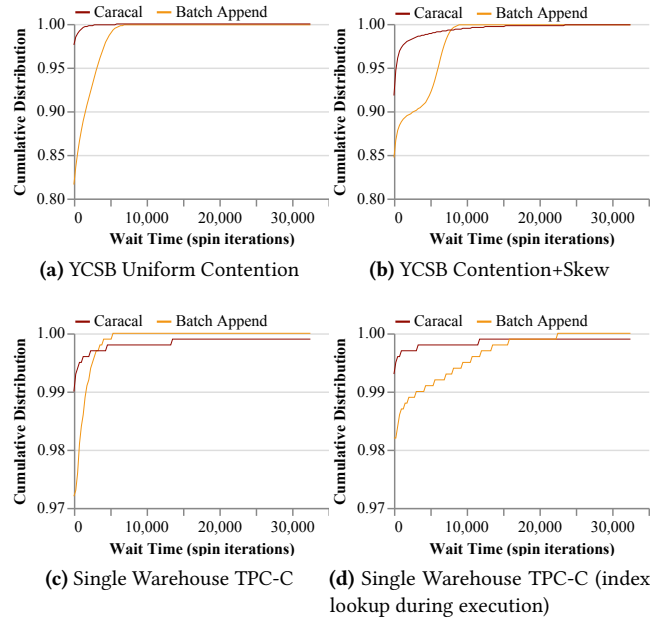 Caracal Batch Append
1.00
0.95
0.90
0.85
0.80
Cumulative Distribution
0 10,000 20,000 30,000
Wait Time (spin iterations)
(a) YCSB Uniform Contention
Caracal Batch Append
1.00
0.95
0.90
0.85
0.80
Cumulative Distribution
0 10,000 20,000 30,000
Wait Time (spin iterations)
(b) YCSB Contention+Skew
Caracal Batch Append
1.00
0.99
0.98
0.97
Cumulative Distribution
0 10,000 20,000 30,000
Wait Time (spin iterations)
(c) Single Warehouse TPC-C
Caracal Batch Append
1.00
0.99
0.98
0.97
Cumulative Distribution
0 10,000 20,000 30,000
Wait Time (spin iterations)
(d) Single Warehouse TPC-C (index
lookup during execution)